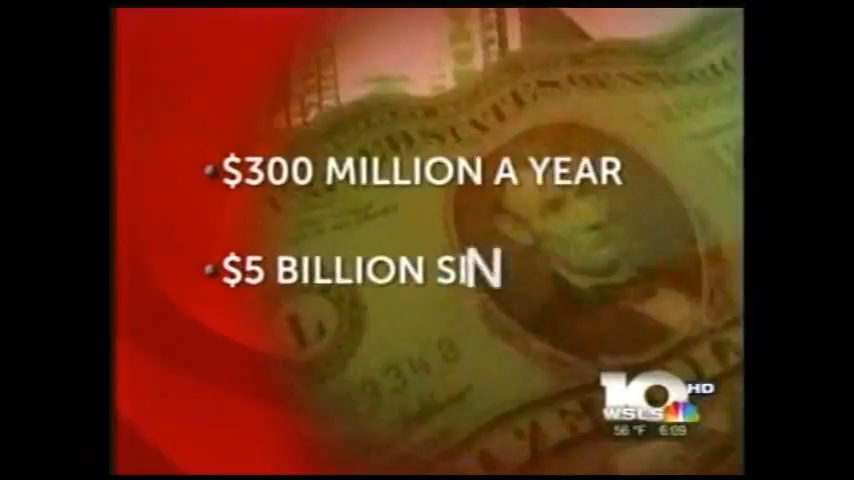 • $300 MILLION A YEAR
• $5 BILLION SIN
10 HD
WSLS
56 °F 6:09
L